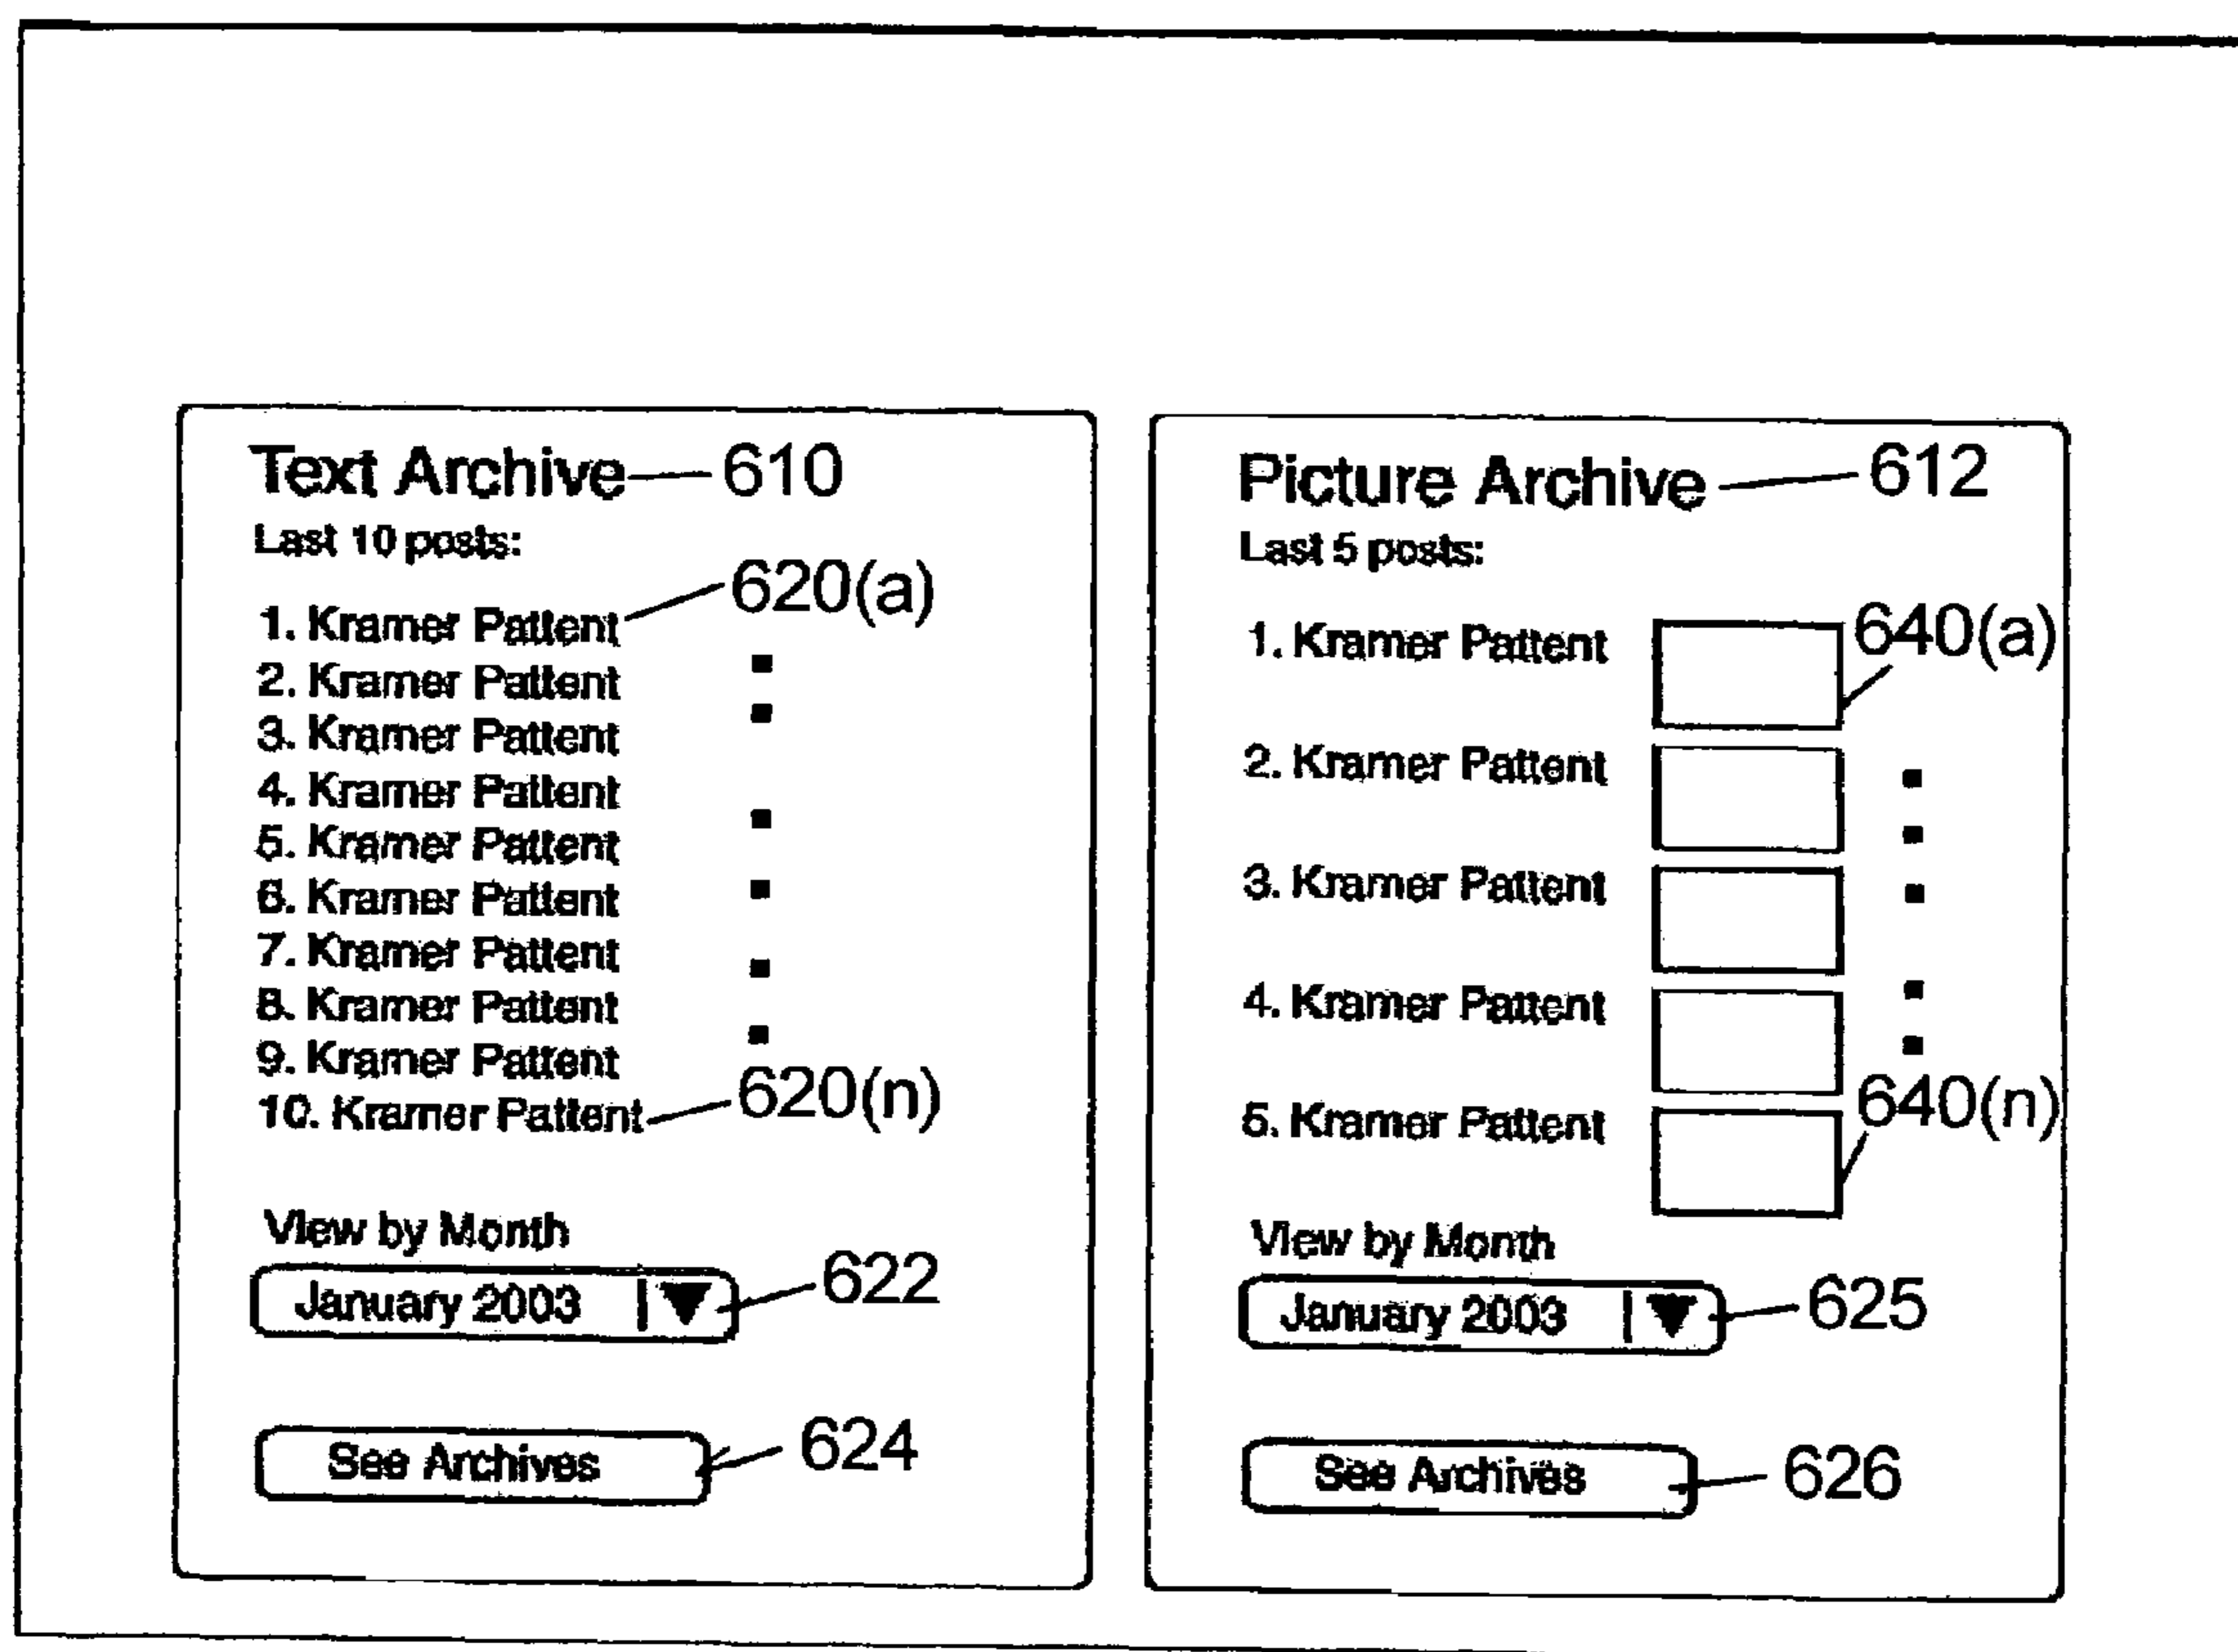 Text Archive 610
Last 10 posts:
620(a)
1. Kramer Pattent
2. Kramer Pattent
3. Kramer Pattent
4. Kramer Pattent
5. Kramer Pattent
6. Kramer Pattent
7. Kramer Pattent
8. Kramer Pattent
9. Kramer Pattent
10. Kramer Pattent 620(n)
View by Month
January 2003 622
See Archives 624
Picture Archive 612
Last 5 posts:
1. Kramer Pattent 640(a)
2. Kramer Pattent
3. Kramer Pattent
4. Kramer Pattent
5. Kramer Pattent 640(n)
View by Month
January 2003 625
See Archives 626